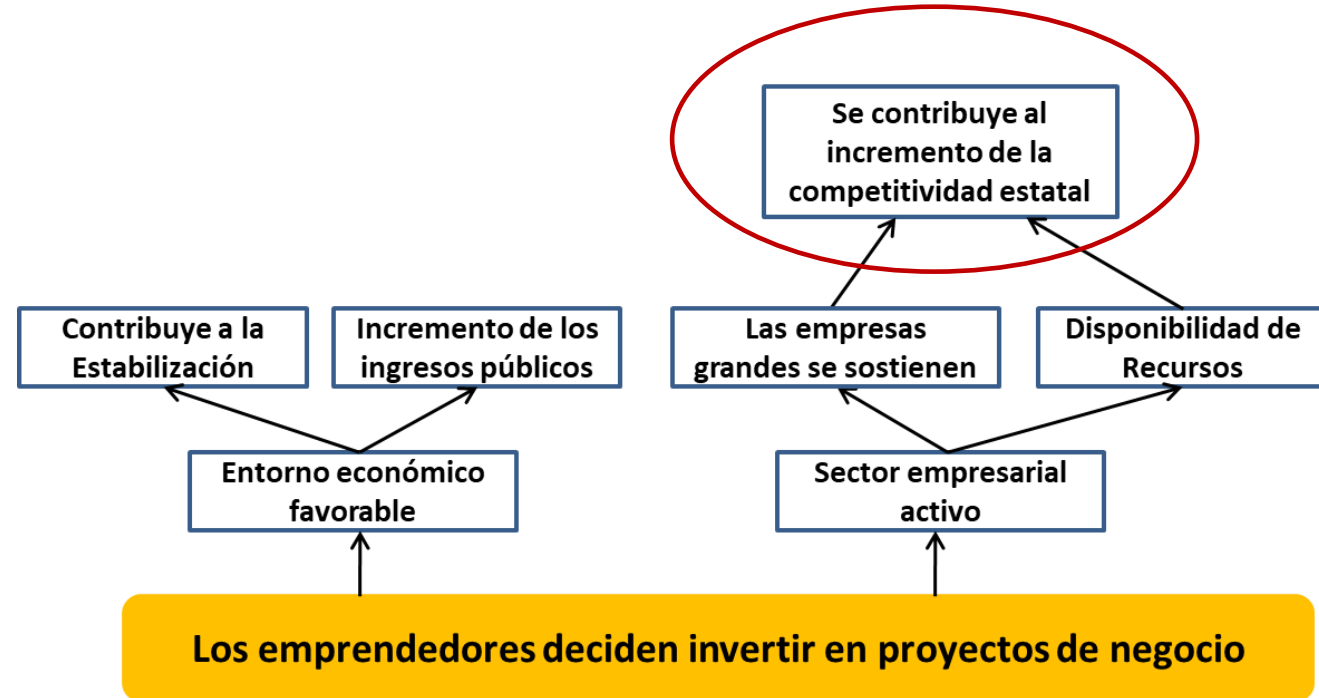 Se contribuye al
incremento de la
competitividad estatal
Contribuye a la
Estabilización
Incremento de los
ingresos públicos
Las empresas
grandes se sostienen
Disponibilidad de
Recursos
Entorno económico
favorable
Sector empresarial
activo
Los emprendedores deciden invertir en proyectos de negocio